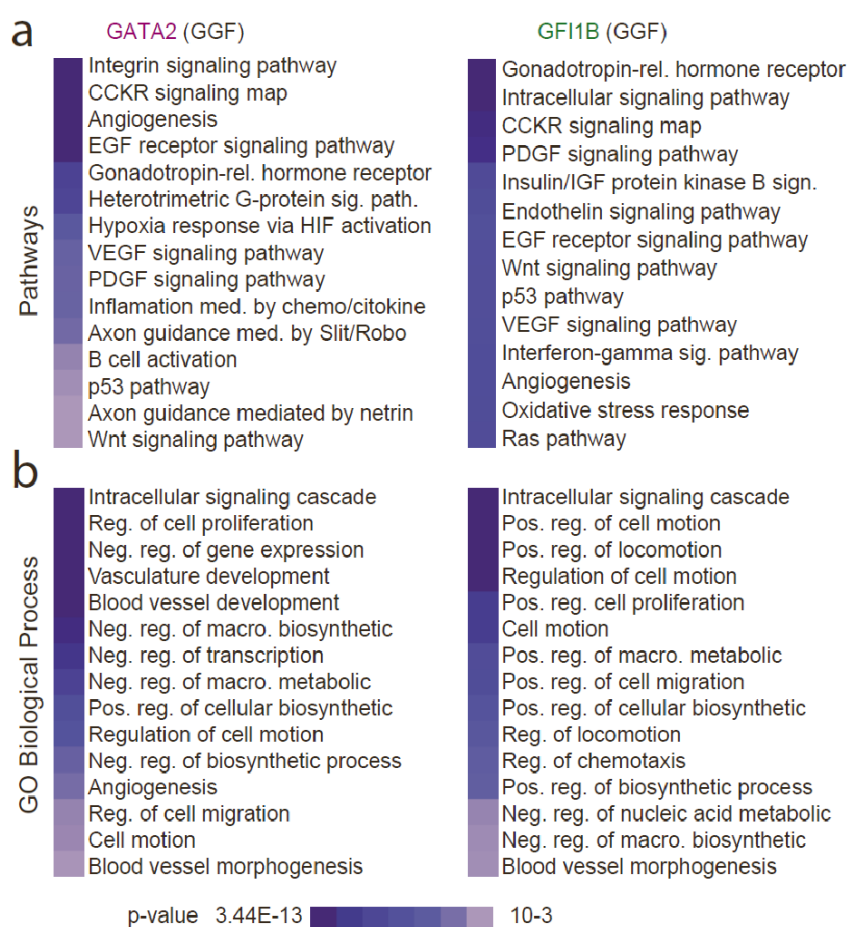 a
GATA2 (GGF)
GFI1B (GGF)
Pathways
Integrin signaling pathway
CCKR signaling map
Angiogenesis
EGF receptor signaling pathway
Gonadotropin-rel. hormone receptor
Heterotrimetric G-protein sig. path.
Hypoxia response via HIF activation
VEGF signaling pathway
PDGF signaling pathway
Inflamation med. by chemo/citokine
Axon guidance med. by Slit/Robo
B cell activation
p53 pathway
Axon guidance mediated by netrin
Wnt signaling pathway
Gonadotropin-rel. hormone receptor
Intracellular signaling pathway
CCKR signaling map
PDGF signaling pathway
Insulin/IGF protein kinase B sign.
Endothelin signaling pathway
EGF receptor signaling pathway
Wnt signaling pathway
p53 pathway
VEGF signaling pathway
Interferon-gamma sig. pathway
Angiogenesis
Oxidative stress response
Ras pathway
b
GO Biological Process
Intracellular signaling cascade
Reg. of cell proliferation
Neg. reg. of gene expression
Vasculature development
Blood vessel development
Neg. reg. of macro. biosynthetic
Neg. reg. of transcription
Neg. reg. of macro. metabolic
Pos. reg. of cellular biosynthetic
Regulation of cell motion
Neg. reg. of biosynthetic process
Angiogenesis
Reg. of cell migration
Cell motion
Blood vessel morphogenesis
Intracellular signaling cascade
Pos. reg. of cell motion
Pos. reg. of locomotion
Regulation of cell motion
Pos. reg. cell proliferation
Cell motion
Pos. reg. of macro. metabolic
Pos. reg. of cell migration
Pos. reg. of cellular biosynthetic
Reg. of locomotion
Reg. of chemotaxis
Pos. reg. of biosynthetic process
Neg. reg. of nucleic acid metabolic
Neg. reg. of macro. biosynthetic
Blood vessel morphogenesis
p-value 3.44E-13 10-3